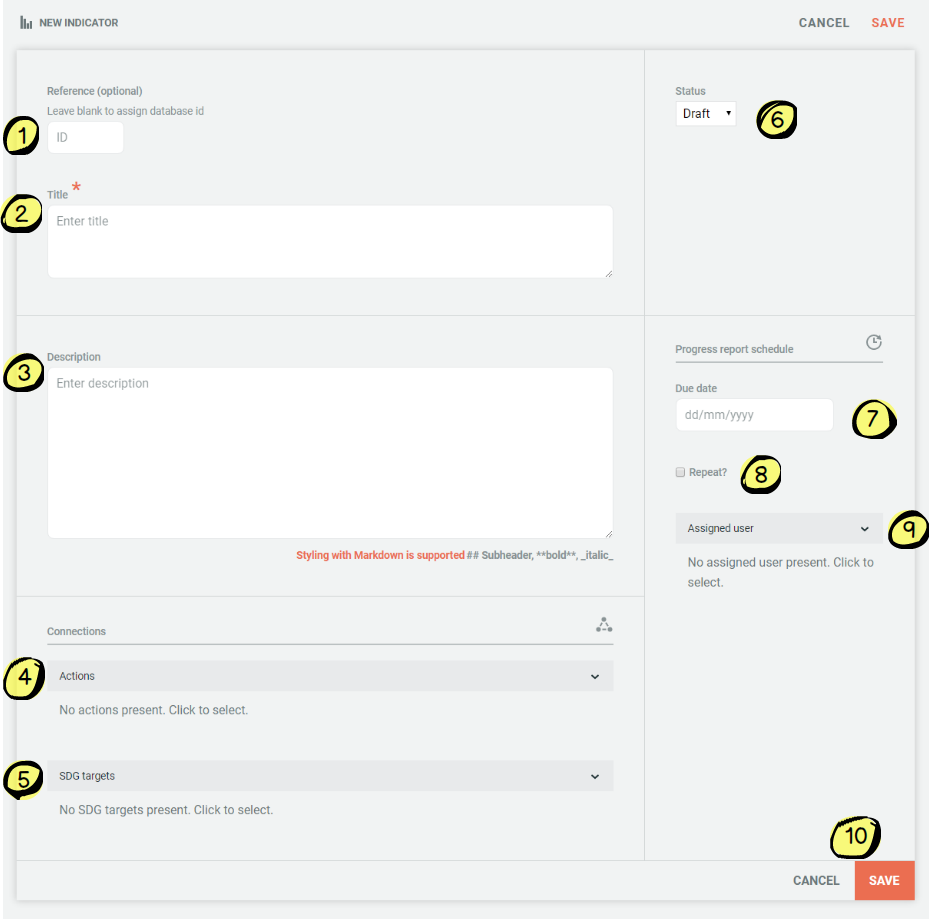 NEW INDICATOR
CANCEL SAVE
Reference (optional)
Leave blank to assign database id
1 ID
Title *
2 Enter title
Status
Draft 6
Description
3 Enter description
Styling with Markdown is supported ## Subheader, **bold**, _italic_
Progress report schedule
Due date
dd/mm/yyyy 7
Repeat? 8
Assigned user 9
No assigned user present. Click to
select.
Connections
4 Actions
No actions present. Click to select.
5 SDG targets
No SDG targets present. Click to select.
10
CANCEL SAVE